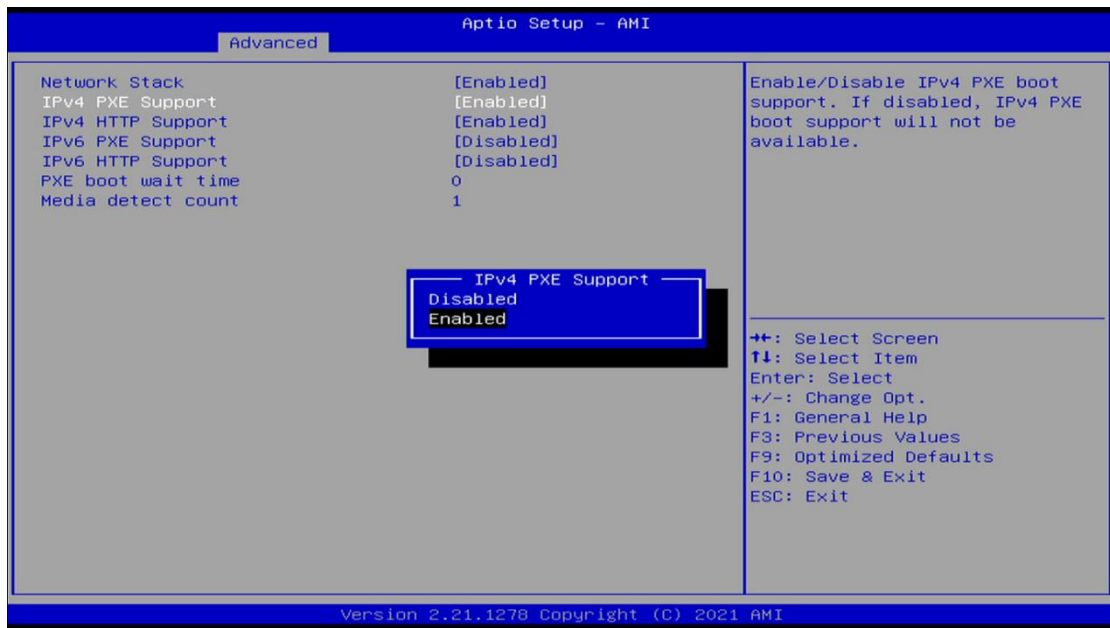 Aptio Setup – AMI
Advanced
Network Stack [Enabled]
IPv4 PXE Support [Enabled]
IPv4 HTTP Support [Enabled]
IPv6 PXE Support [Disabled]
IPv6 HTTP Support [Disabled]
PXE boot wait time 0
Media detect count 1
Enable/Disable IPv4 PXE boot
support. If disabled, IPv4 PXE
boot support will not be
available.
IPv4 PXE Support
Disabled
Enabled
→←: Select Screen
↑↓: Select Item
Enter: Select
+/-: Change Opt.
F1: General Help
F3: Previous Values
F9: Optimized Defaults
F10: Save & Exit
ESC: Exit
Version 2.21.1278 Copyright (C) 2021 AMI